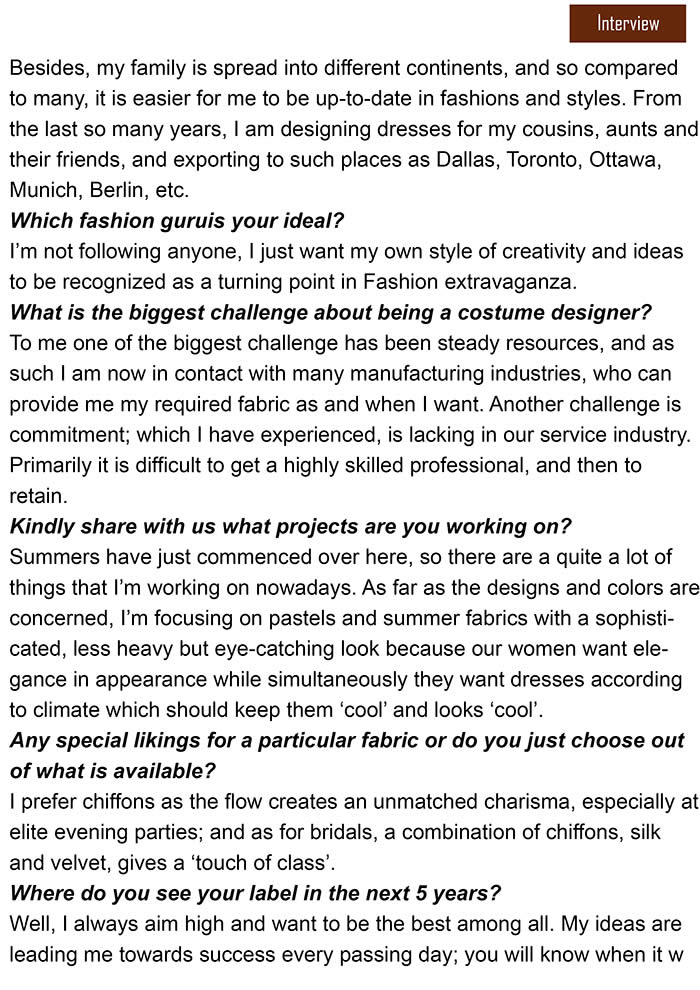 Interview
Besides, my family is spread into different continents, and so compared
to many, it is easier for me to be up-to-date in fashions and styles. From
the last so many years, I am designing dresses for my cousins, aunts and
their friends, and exporting to such places as Dallas, Toronto, Ottawa,
Munich, Berlin, etc.
Which fashion guruis your ideal?
I’m not following anyone, I just want my own style of creativity and ideas
to be recognized as a turning point in Fashion extravaganza.
What is the biggest challenge about being a costume designer?
To me one of the biggest challenge has been steady resources, and as
such I am now in contact with many manufacturing industries, who can
provide me my required fabric as and when I want. Another challenge is
commitment; which I have experienced, is lacking in our service industry.
Primarily it is difficult to get a highly skilled professional, and then to
retain.
Kindly share with us what projects are you working on?
Summers have just commenced over here, so there are a quite a lot of
things that I’m working on nowadays. As far as the designs and colors are
concerned, I’m focusing on pastels and summer fabrics with a sophisti-
cated, less heavy but eye-catching look because our women want ele-
gance in appearance while simultaneously they want dresses according
to climate which should keep them ‘cool’ and looks ‘cool’.
Any special likings for a particular fabric or do you just choose out
of what is available?
I prefer chiffons as the flow creates an unmatched charisma, especially at
elite evening parties; and as for bridals, a combination of chiffons, silk
and velvet, gives a ‘touch of class’.
Where do you see your label in the next 5 years?
Well, I always aim high and want to be the best among all. My ideas are
leading me towards success every passing day; you will know when it w